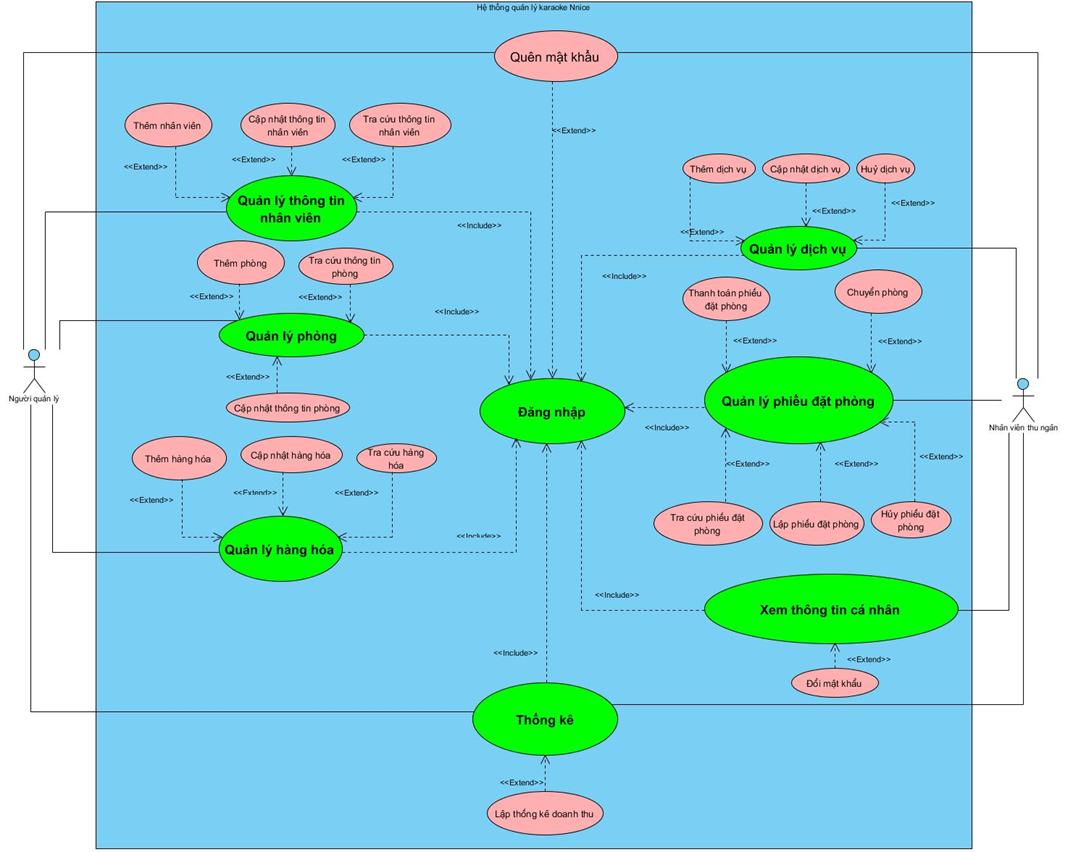 Hệ thống quản lý karaoke Nnice
Quên mật khẩu
<<Extend>>
Thêm nhân viên
Cập nhật thông tin
nhân viên
Tra cứu thông tin
nhân viên
<<Extend>>
<<Extend>>
<<Extend>>
Quản lý thông tin
nhân viên
<<Include>>
Thêm dịch vụ
Cập nhật dịch vụ
Huỷ dịch vụ
<<Extend>>
<<Extend>>
<<Extend>>
Quản lý dịch vụ
<<Include>>
Thêm phòng
Tra cứu thông tin
phòng
<<Extend>>
<<Extend>>
Quản lý phòng
<<Include>>
<<Extend>>
Cập nhật thông tin phòng
Thanh toán phiếu
đặt phòng
Chuyển phòng
<<Extend>>
<<Extend>>
Người quản lý
Đăng nhập
Quản lý phiếu đặt phòng
<<Include>>
Nhân viên thu ngân
Thêm hàng hóa
Cập nhật hàng hóa
Tra cứu hàng
hóa
<<Extend>>
<<Extend>>
<<Extend>>
Quản lý hàng hóa
<<Include>>
<<Extend>>
<<Extend>>
<<Extend>>
Tra cứu phiếu đặt
phòng
Lập phiếu đặt phòng
Hủy phiếu đặt
phòng
<<Include>>
Xem thông tin cá nhân
<<Extend>>
Đổi mật khẩu
<<Include>>
Thống kê
<<Extend>>
Lập thống kê doanh thu